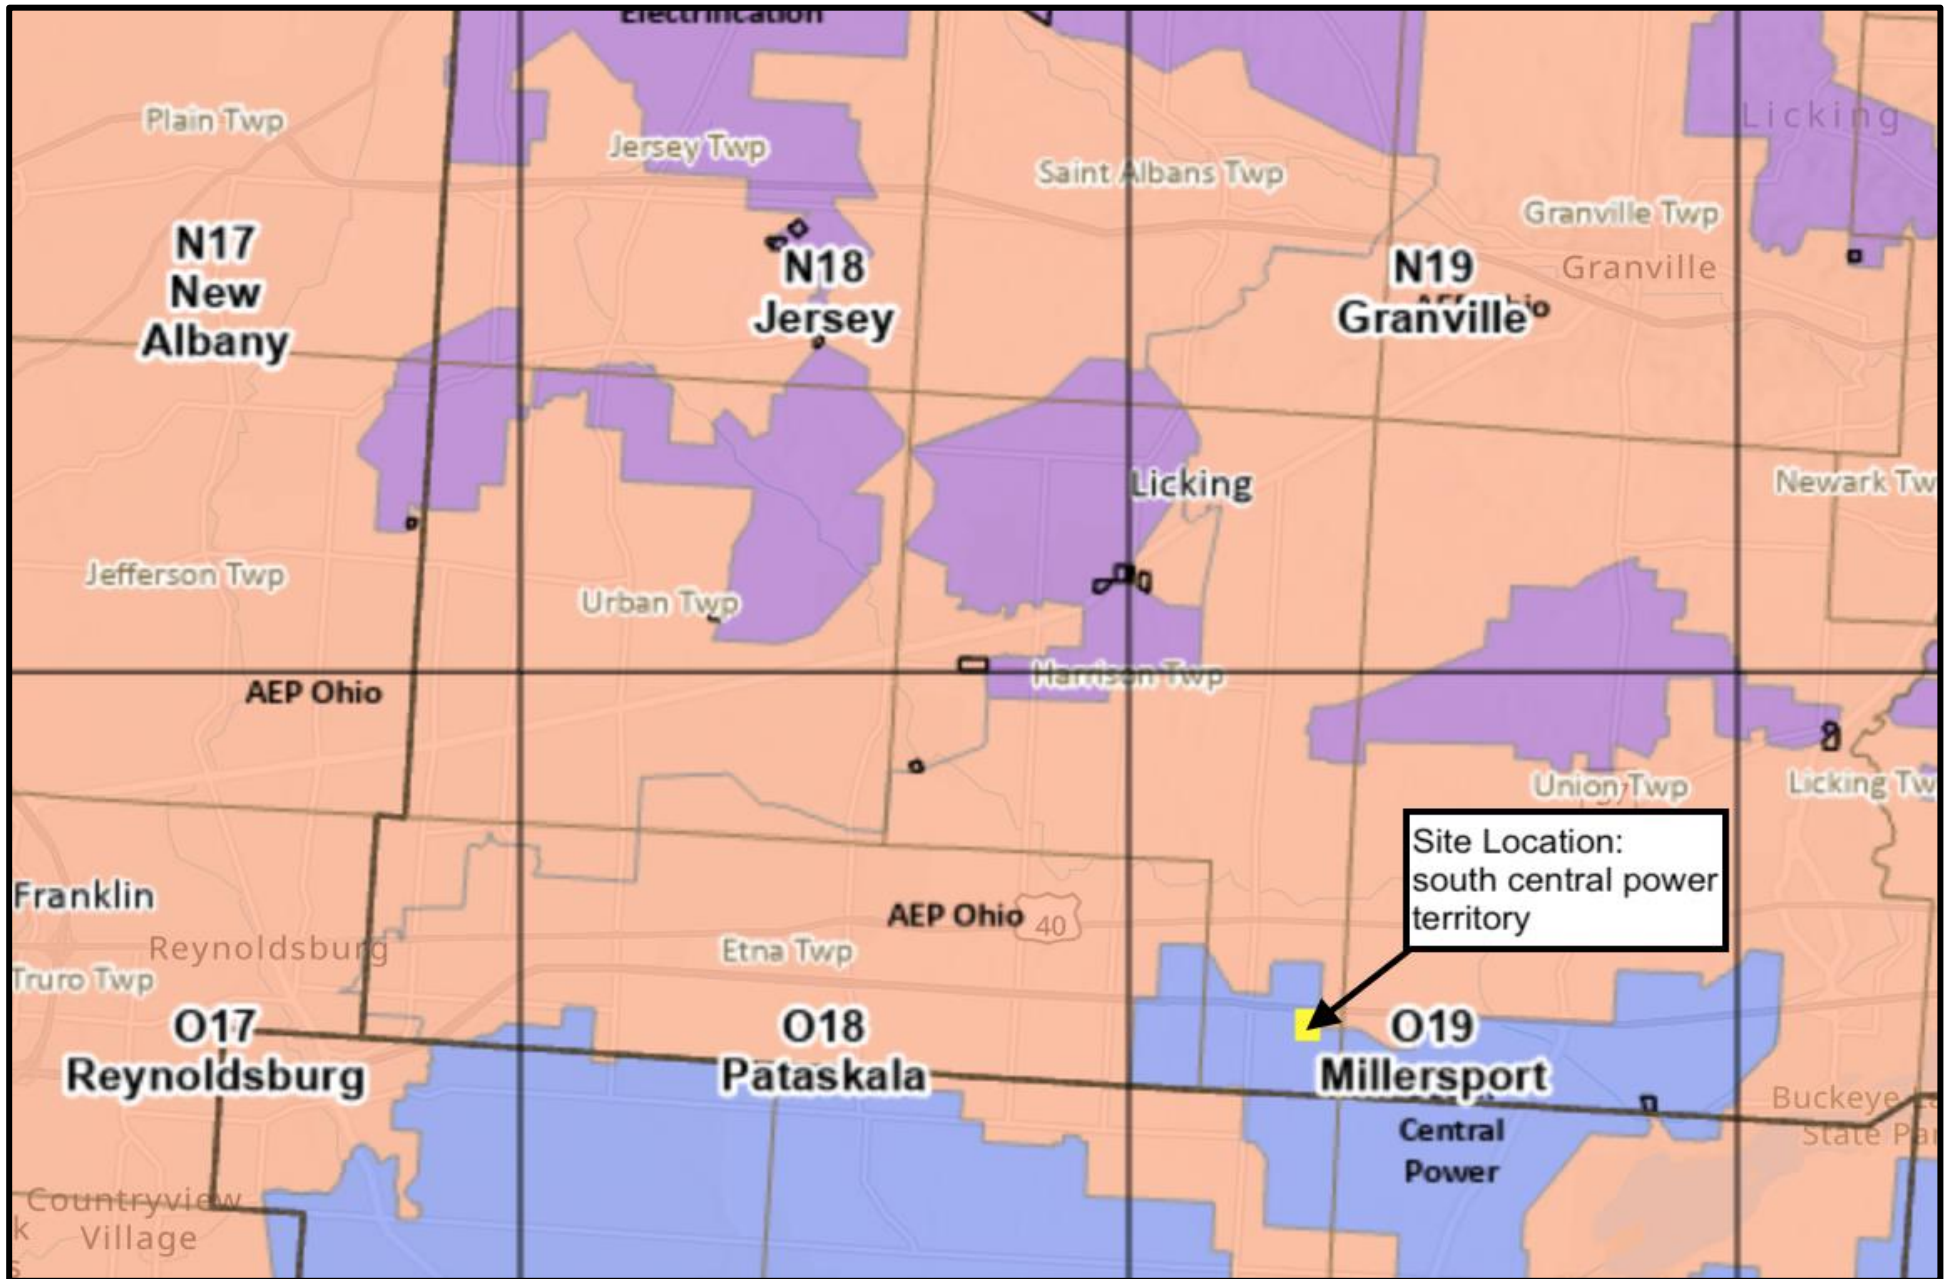 Electrification
Plain Twp
Licking
Jersey Twp
Saint Albans Twp
Granville Twp
N17
New
Albany
N18
Jersey
N19
Granville
Granville
Licking
Newark Tw
Jefferson Twp
Urban Twp
Harrison Twp
AEP Ohio
Union Twp
Licking Tw
Site Location:
south central power
territory
Franklin
AEP Ohio
40
Reynoldsburg
Etna Twp
Truro Twp
O17
Reynoldsburg
O18
Pataskala
O19
Millersport
Central
Power
Buckeye
State Pa
Countryview
Village
k
s